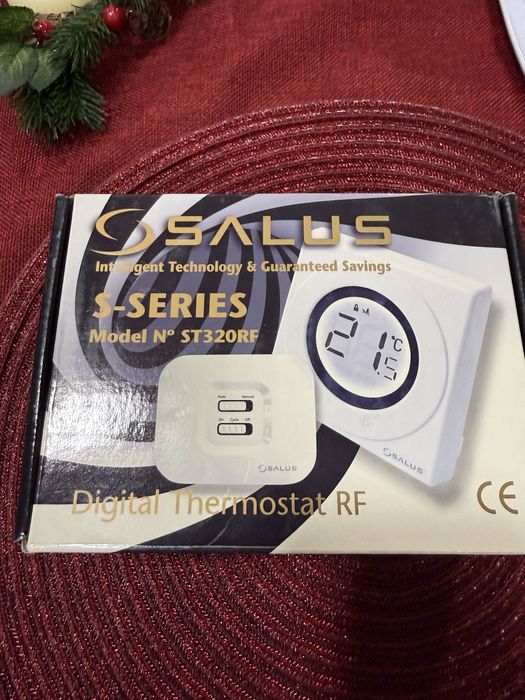 SALUS
Intelligent Technology & Guaranteed Savings
S-SERIES
Model Nº ST320RF
21.5 °C
Auto Manual
On Cycle Off
SALUS
SALUS
Digital Thermostat RF
CE